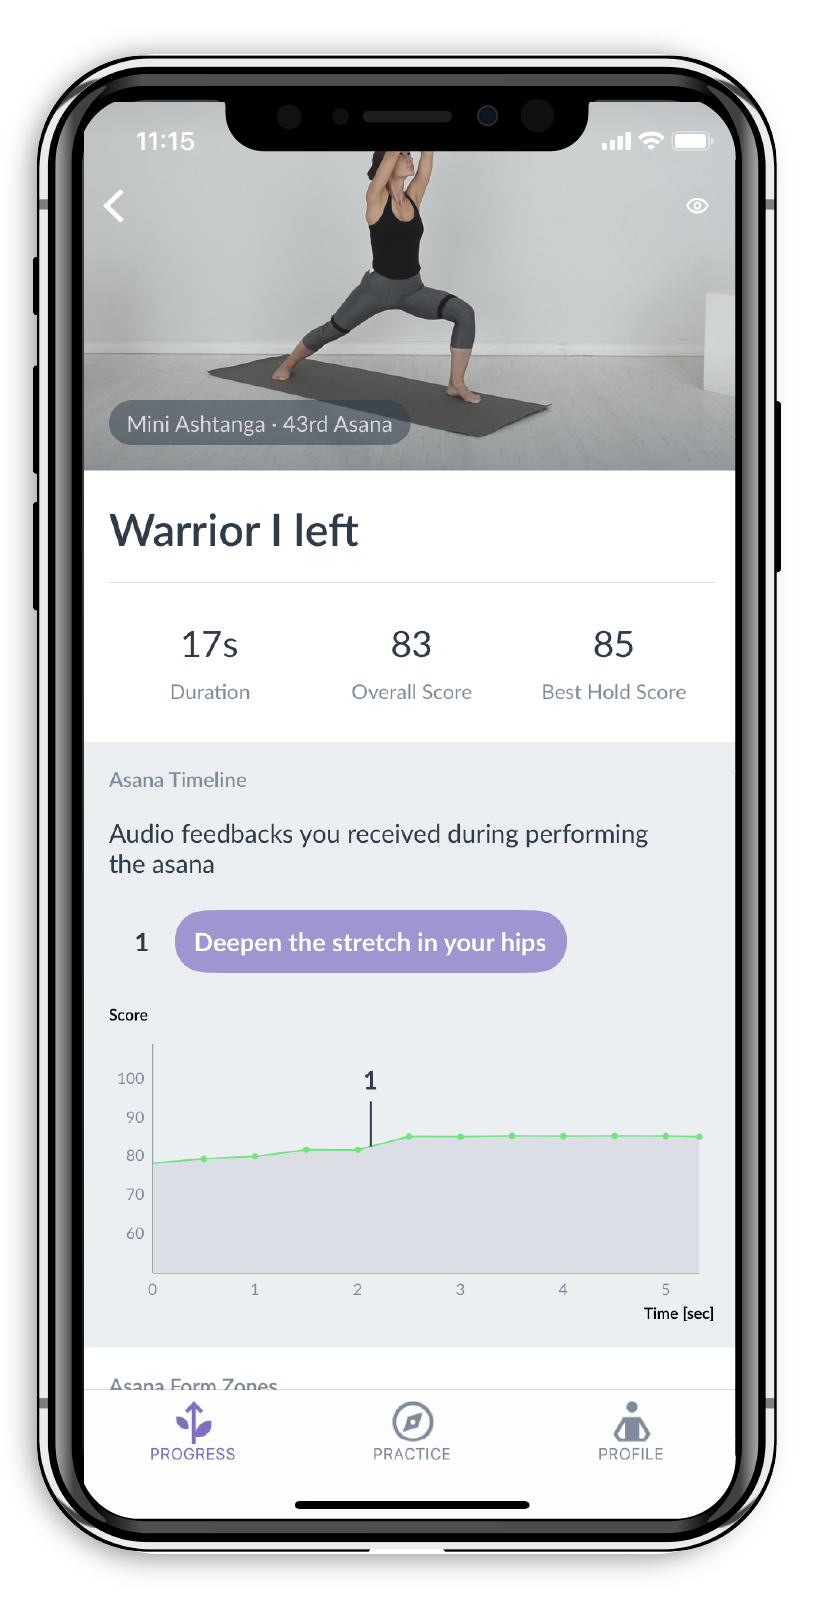 11:15
Mini Ashtanga · 43rd Asana
Warrior I left
17s
83
85
Duration
Overall Score
Best Hold Score
Asana Timeline
Audio feedbacks you received during performing
the asana
1 Deepen the stretch in your hips
Score
1
100
90
80
70
60
0 1 2 3 4 5
Time [sec]
Asana Form Zones
PROGRESS
PRACTICE
PROFILE